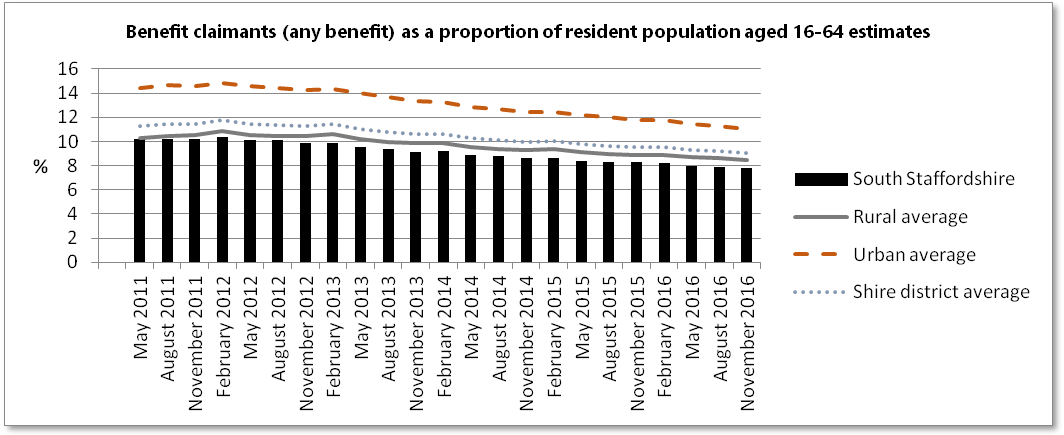 Benefit claimants (any benefit) as a proportion of resident population aged 16-64 estimates
16
14
12
10
8
6
4
2
0
%
May 2011
August 2011
November 2011
February 2012
May 2012
August 2012
November 2012
February 2013
May 2013
August 2013
November 2013
February 2014
May 2014
August 2014
November 2014
February 2015
May 2015
August 2015
November 2015
February 2016
May 2016
August 2016
November 2016
South Staffordshire
Rural average
Urban average
Shire district average